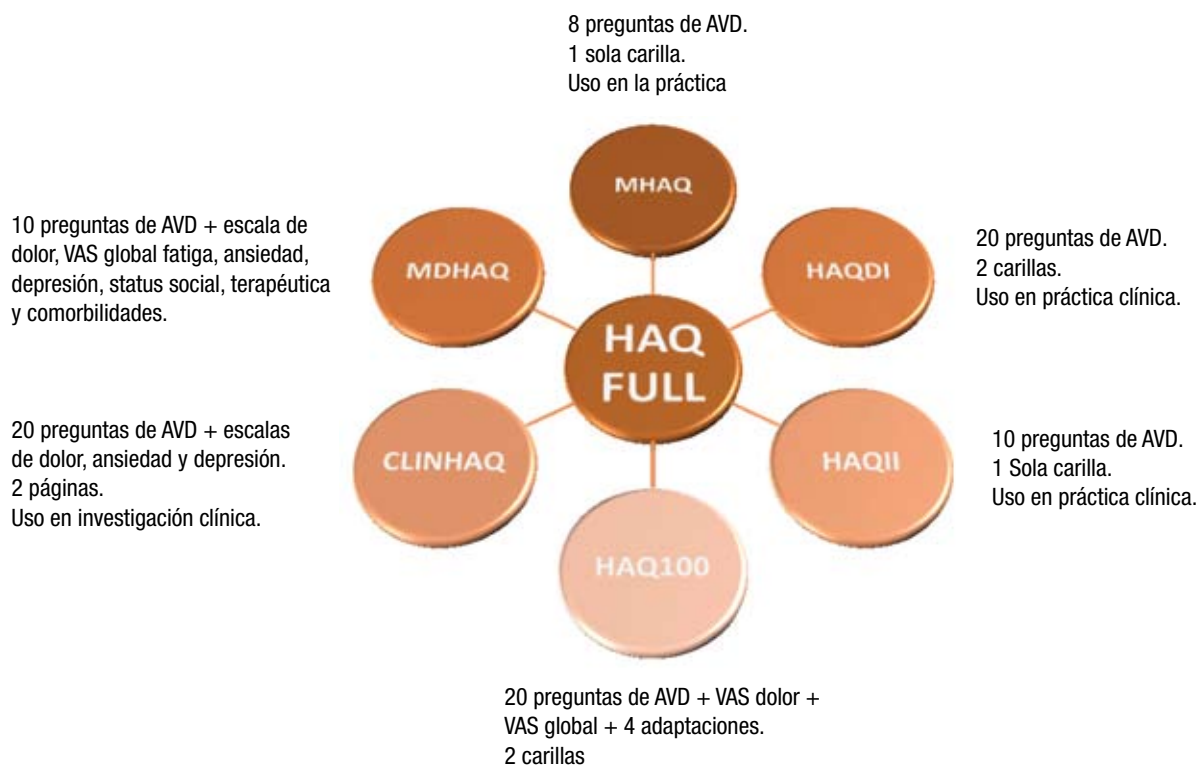 8 preguntas de AVD.
1 sola carilla.
Uso en la práctica
MHAQ
10 preguntas de AVD + escala de
dolor, VAS global fatiga, ansiedad,
depresión, status social, terapéutica
y comorbilidades.
MDHAQ
HAQDI
20 preguntas de AVD.
2 carillas.
Uso en práctica clínica.
HAQ
FULL
20 preguntas de AVD + escalas
de dolor, ansiedad y depresión.
2 páginas.
Uso en investigación clínica.
CLINHAQ
HAQII
10 preguntas de AVD.
1 Sola carilla.
Uso en práctica clínica.
HAQ100
20 preguntas de AVD + VAS dolor +
VAS global + 4 adaptaciones.
2 carillas